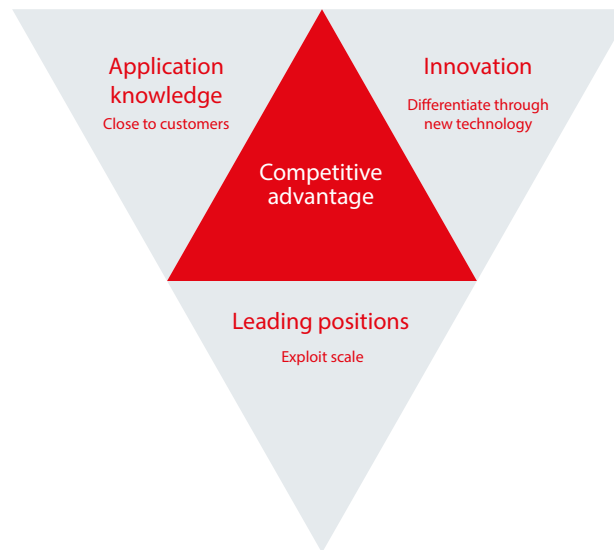 Application
knowledge
Close to customers
Innovation
Differentiate through
new technology
Competitive
advantage
Leading positions
Exploit scale